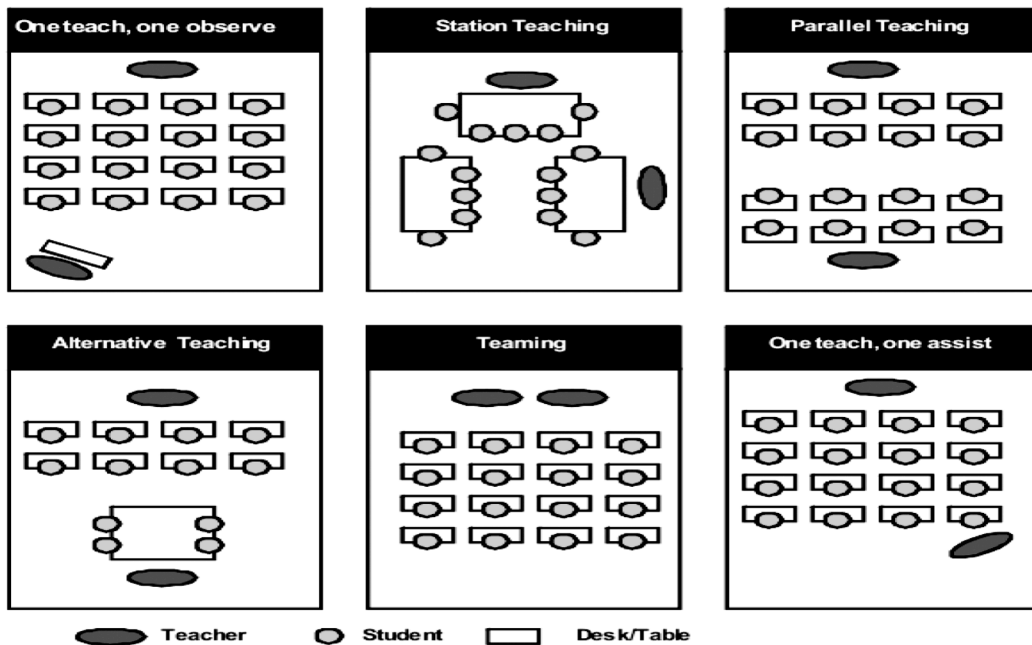 One teach, one observe
Station Teaching
Parallel Teaching
Alternative Teaching
Teaming
One teach, one assist
Teacher
Student
Desk/Table